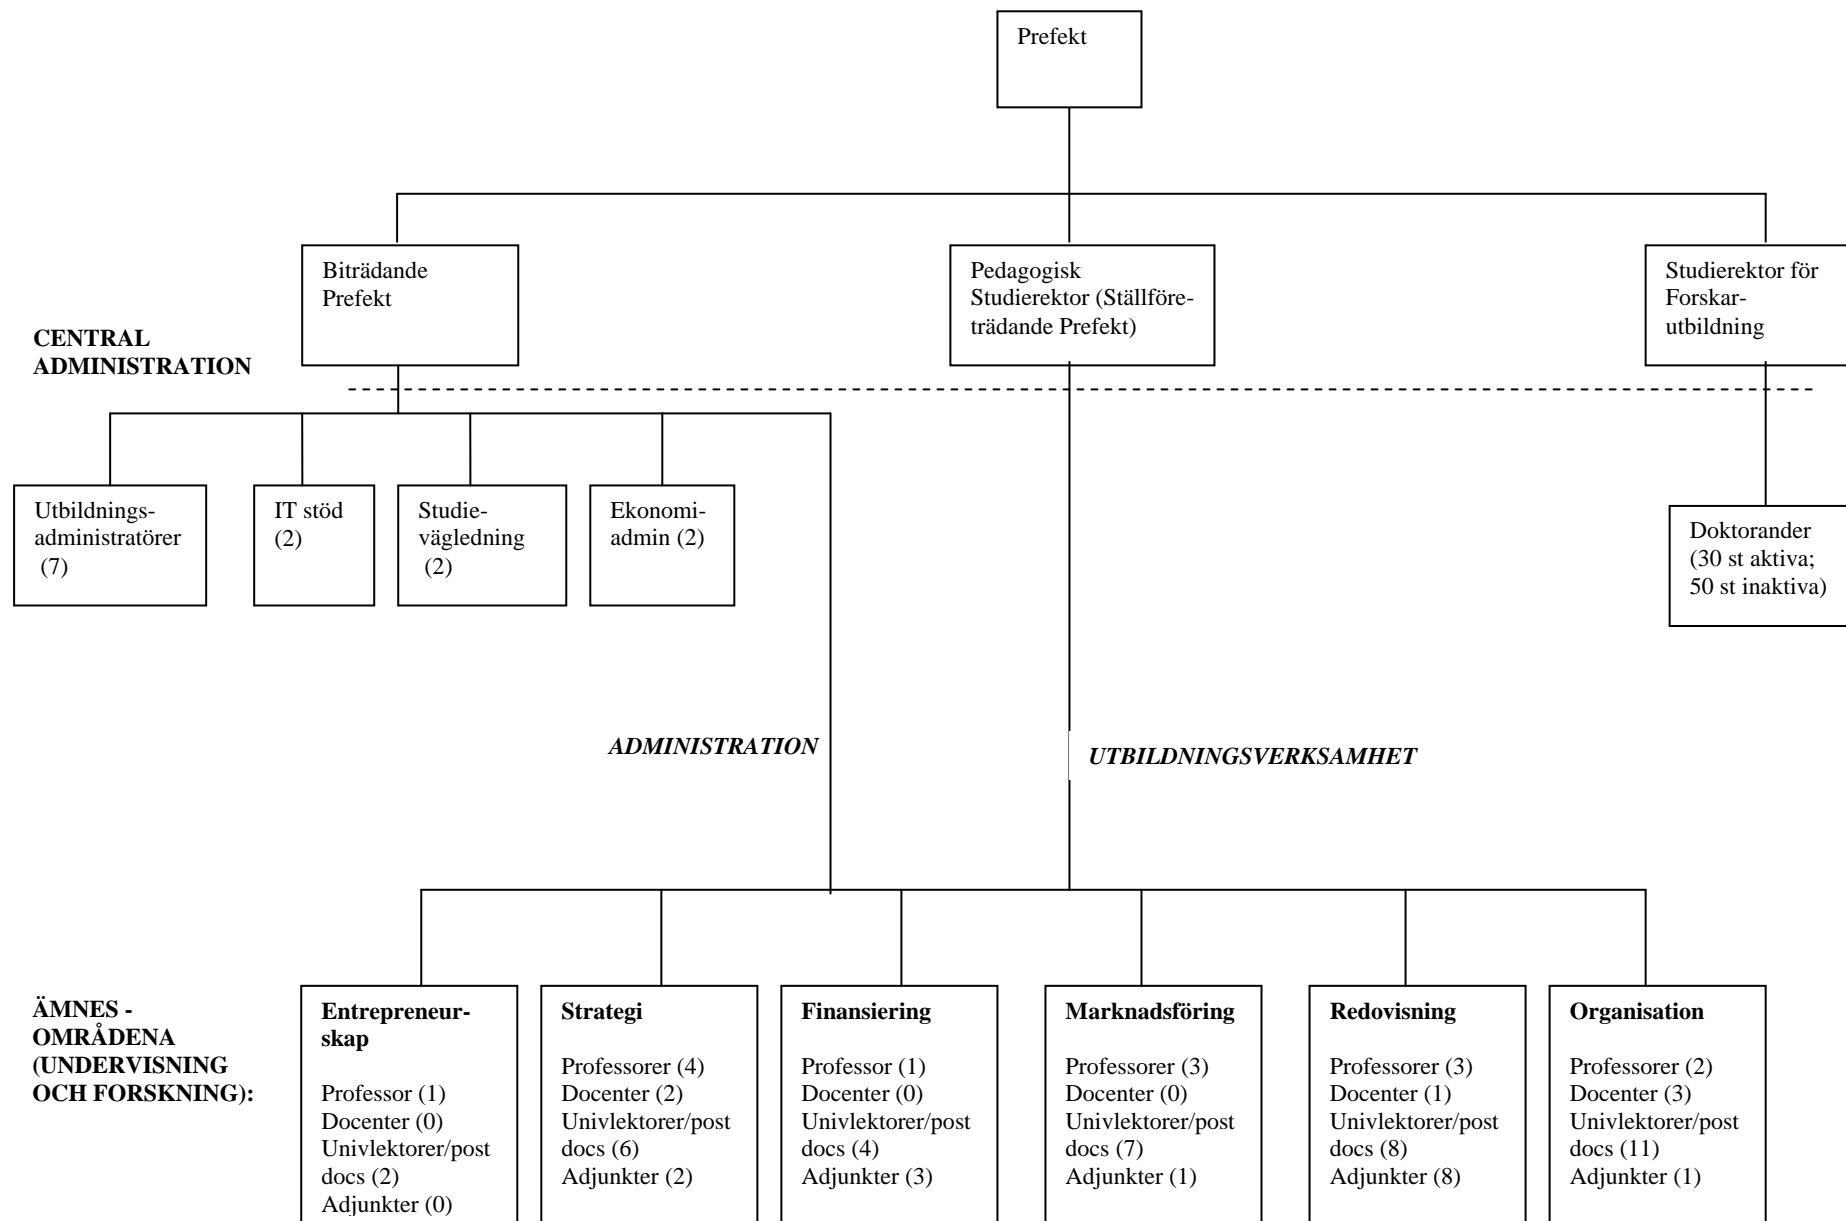 Prefekt
Biträdande
Prefekt
Pedagogisk
Studierektor (Ställföre-
trädande Prefekt)
Studierektor för
Forskar-
utbildning
CENTRAL
ADMINISTRATION
Utbildnings-
administratörer
(7)
IT stöd
(2)
Studie-
vägledning
(2)
Ekonomi-
admin (2)
Doktorander
(30 st aktiva;
50 st inaktiva)
ADMINISTRATION
UTBILDNINGSVERKSAMHET
ÄMNES -
OMRÅDENA
(UNDERVISNING
OCH FORSKNING):
Entrepreneur-
skap
Professor (1)
Docenter (0)
Univlektorer/post
docs (2)
Adjunkter (0)
Strategi
Professorer (4)
Docenter (2)
Univlektorer/post
docs (6)
Adjunkter (2)
Finansiering
Professor (1)
Docenter (0)
Univlektorer/post
docs (4)
Adjunkter (3)
Marknadsföring
Professorer (3)
Docenter (0)
Univlektorer/post
docs (7)
Adjunkter (1)
Redovisning
Professorer (3)
Docenter (1)
Univlektorer/post
docs (8)
Adjunkter (8)
Organisation
Professorer (2)
Docenter (3)
Univlektorer/post
docs (11)
Adjunkter (1)